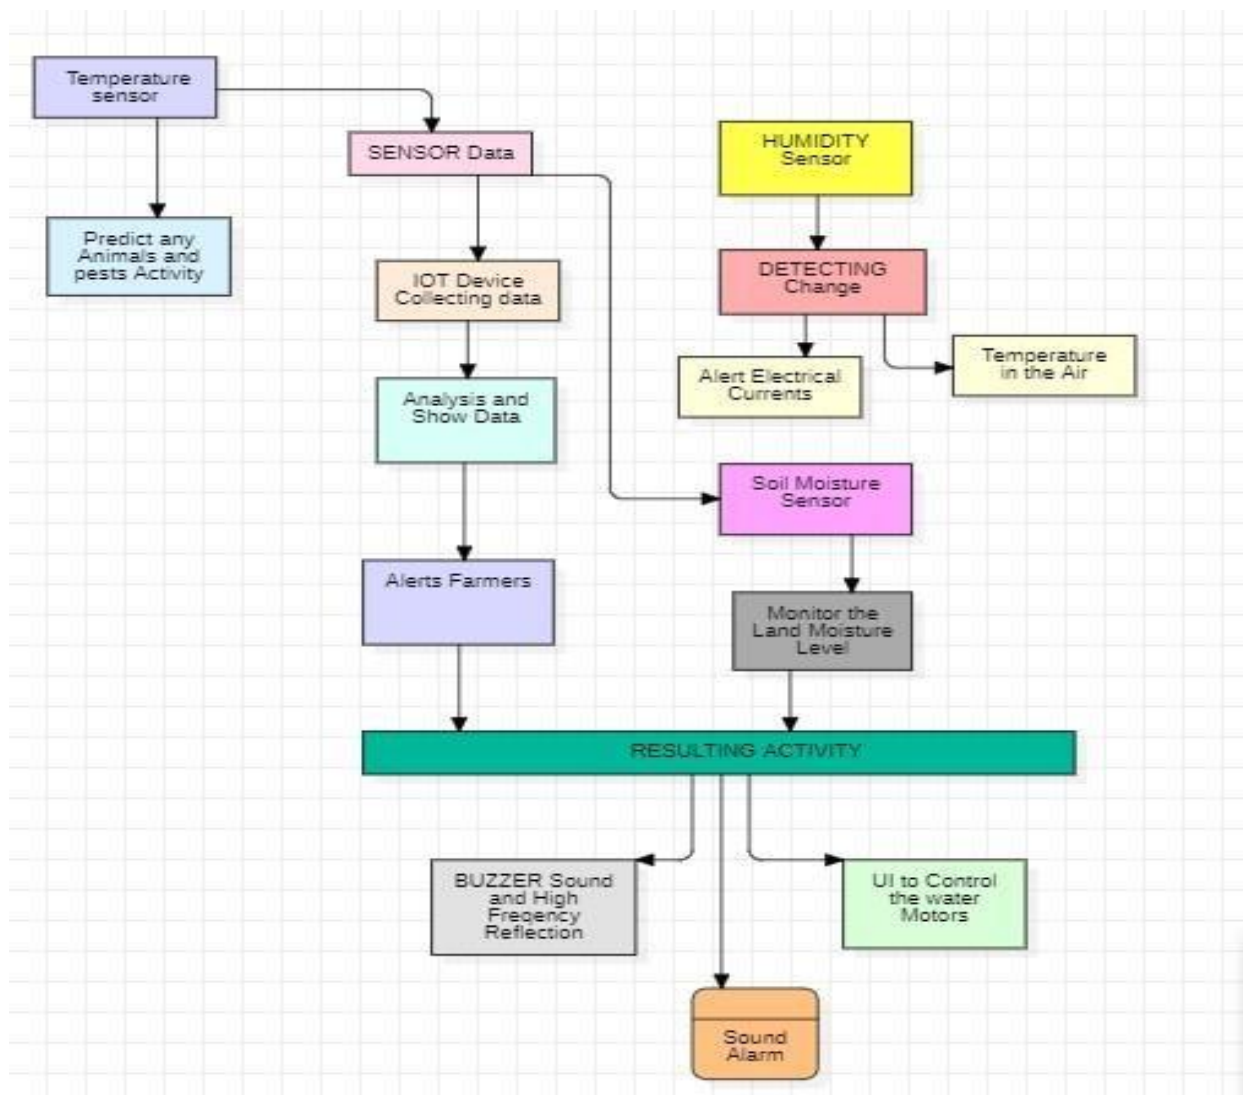 Temperature
sensor
SENSOR Data
HUMIDITY
Sensor
Predict any
Animals and
pests Activity
IOT Device
Collecting data
DETECTING
Change
Alert Electrical
Currents
Temperature
in the Air
Analysis and
Show Data
Soil Moisture
Sensor
Alerts Farmers
Monitor the
Land Moisture
Level
RESULTING ACTIVITY
BUZZER Sound
and High
Freqency
Reflection
UI to Control
the water
Motors
Sound
Alarm